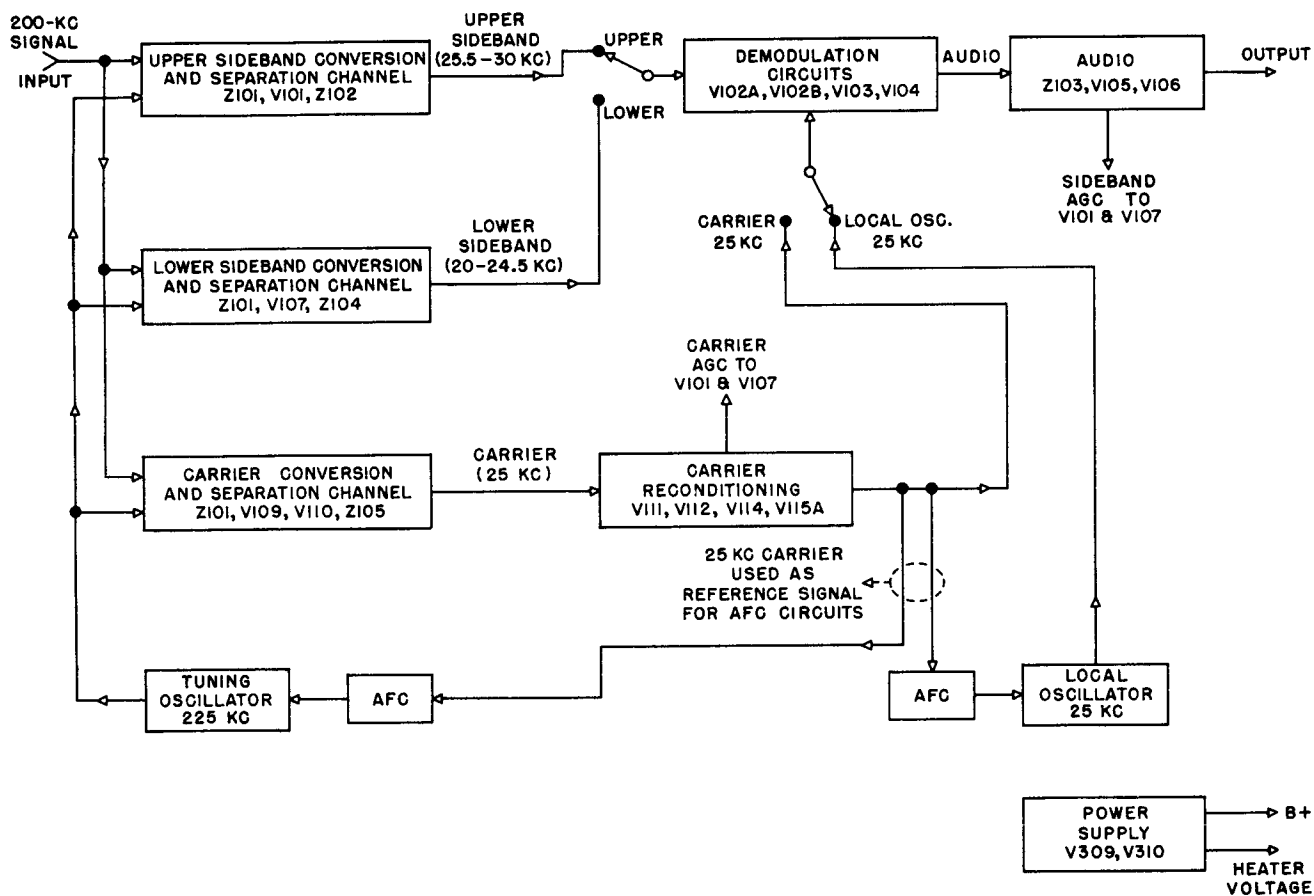 200-KC
SIGNAL
INPUT
UPPER SIDEBAND CONVERSION
AND SEPARATION CHANNEL
Z101, V101, Z102
UPPER
SIDEBAND
(25.5-30 KC)
UPPER
LOWER
DEMODULATION
CIRCUITS
V102A, V102B, V103, V104
AUDIO
AUDIO
Z103, V105, V106
OUTPUT
SIDEBAND
AGC TO
V101 & V107
CARRIER
25 KC
LOCAL OSC.
25 KC
LOWER SIDEBAND CONVERSION
AND SEPARATION CHANNEL
Z101, V107, Z104
LOWER
SIDEBAND
(20-24.5 KC)
CARRIER
AGC TO
V101 & V107
CARRIER CONVERSION
AND SEPARATION CHANNEL
Z101, V109, V110, Z105
CARRIER
(25 KC)
CARRIER
RECONDITIONING
V111, V112, V114, V115A
25 KC CARRIER
USED AS
REFERENCE SIGNAL
FOR AFC CIRCUITS
TUNING
OSCILLATOR
225 KC
AFC
AFC
LOCAL
OSCILLATOR
25 KC
POWER
SUPPLY
V309, V310
B+
HEATER
VOLTAGE